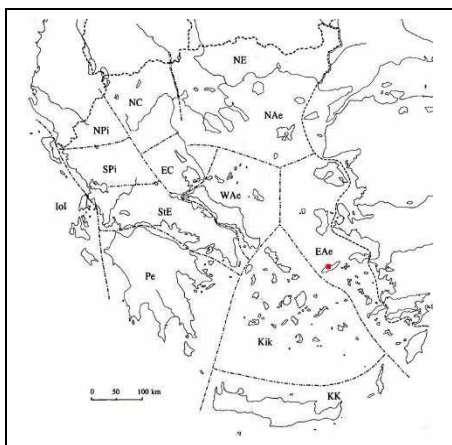 NE
NC
NAe
NPi
SPi
EC
WAe
IoI
StE
EAe
Pe
Kik
KK
0 50 100 km